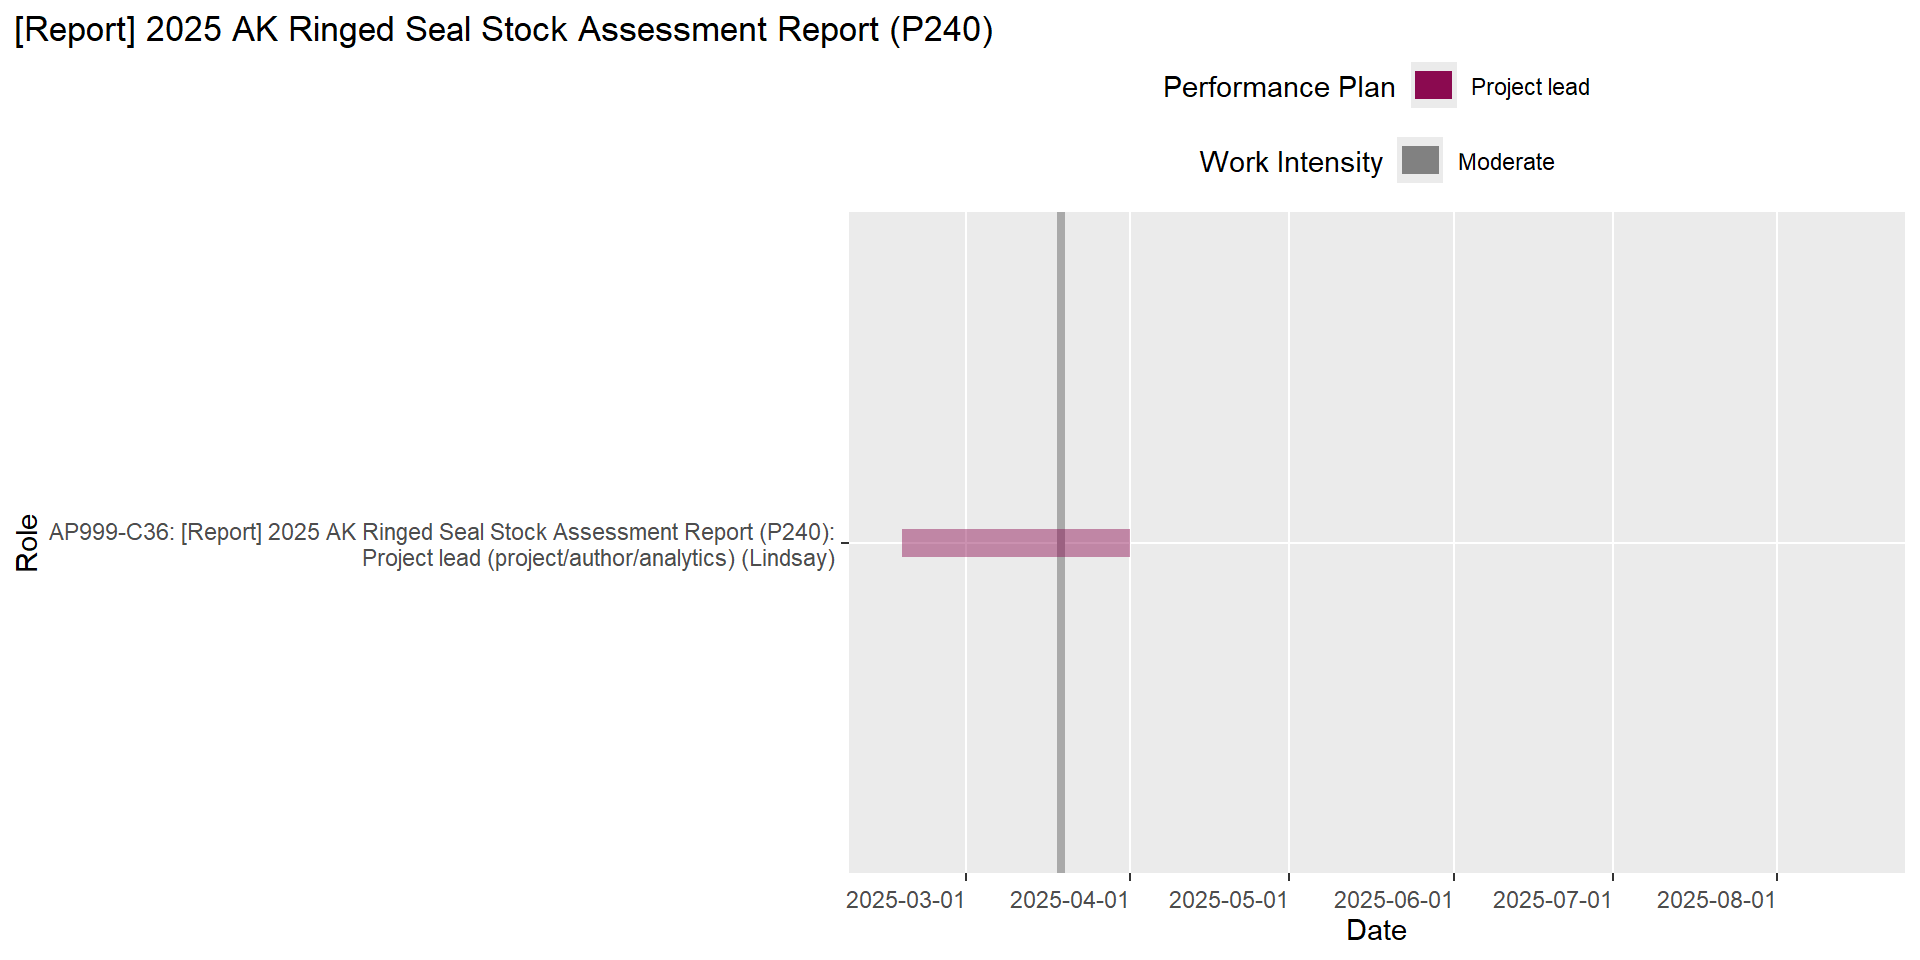 [Report] 2025 AK Ringed Seal Stock Assessment Report (P240)
Performance Plan Project lead
Work Intensity Moderate
Role
AP999-C36: [Report] 2025 AK Ringed Seal Stock Assessment Report (P240):
Project lead (project/author/analytics) (Lindsay)
2025-03-01 2025-04-01 2025-05-01 2025-06-01 2025-07-01 2025-08-01
Date